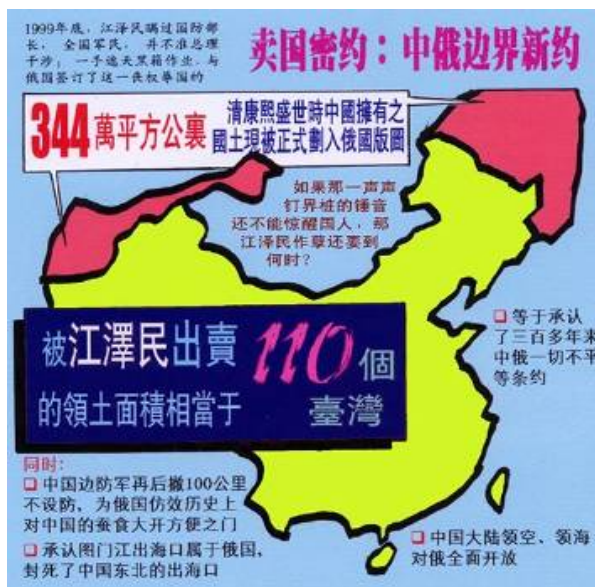 1999年底，江泽民瞒过国防部
长，全国军民，并不准总理
干涉；一手遮天黑箱作业，与
俄国签订了这一丧权辱国的
卖国密约：中俄边界新约
344萬平方公裏
清康熙盛世時中國擁有之
國土現被正式劃入俄國版圖
如果那一声声
钉界桩的锤音
还不能惊醒国人，那
江泽民作孽还要到
何时？
被江澤民出賣110個
的領土面積相當于臺灣
等于承认
了三百多年来
中俄一切不平
等条约
同时：
中国边防军再后撤100公里
不设防，为俄国仿效历史上
对中国的蚕食大开方便之门
承认图门江出海口属于俄国，
封死了中国东北的出海口
中国大陆领空、领海
对俄全面开放